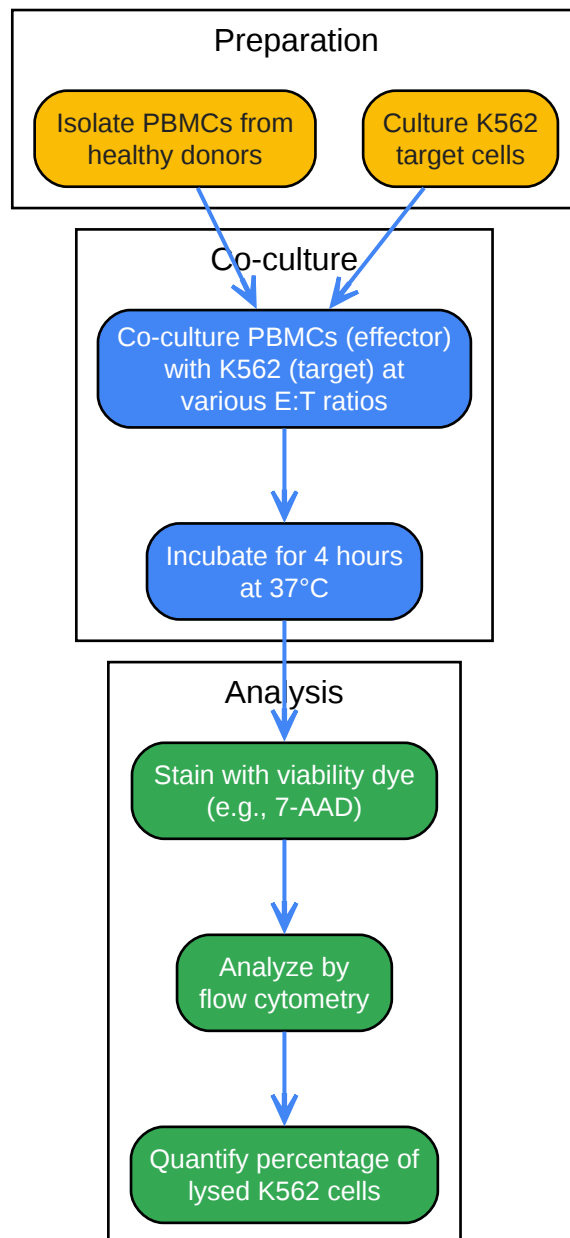 Preparation
Isolate PBMCs from
healthy donors
Culture K562
target cells
Co-culture
Co-culture PBMCs (effector)
with K562 (target) at
various E:T ratios
Incubate for 4 hours
at 37°C
Analysis
Stain with viability dye
(e.g., 7-AAD)
Analyze by
flow cytometry
Quantify percentage of
lysed K562 cells